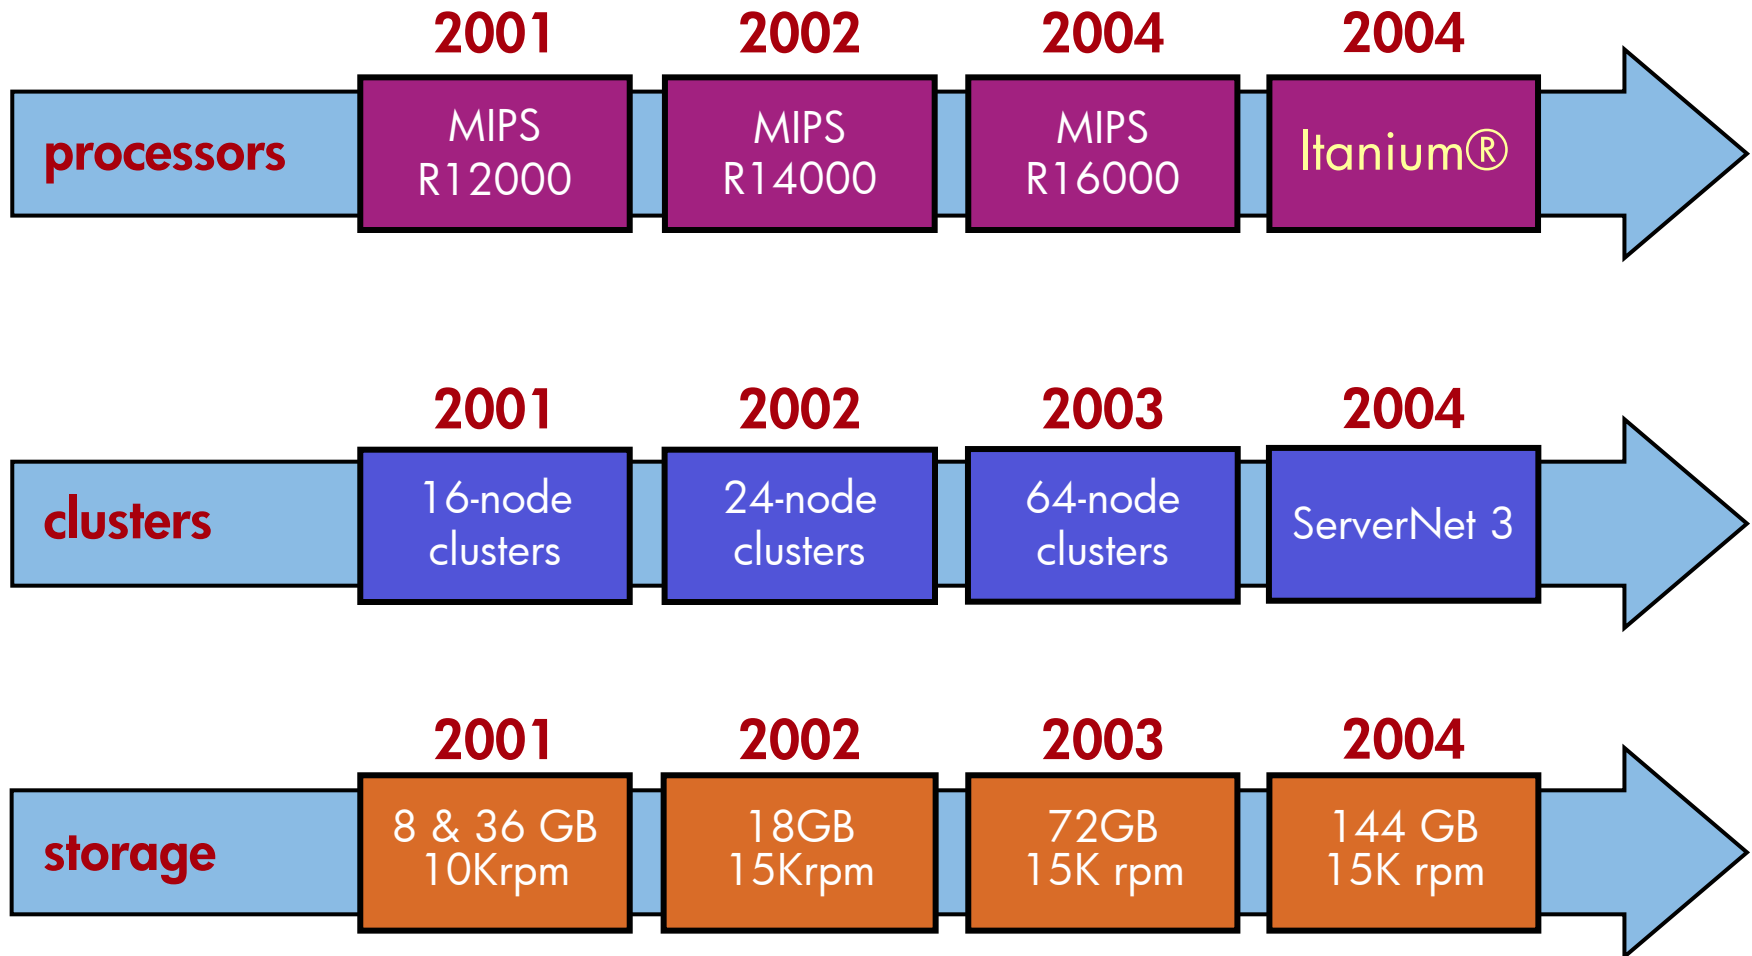 2001 2002 2004 2004
processors
MIPS
R12000
MIPS
R14000
MIPS
R16000
Itanium®
2001 2002 2003 2004
clusters
16-node
clusters
24-node
clusters
64-node
clusters
ServerNet 3
2001 2002 2003 2004
storage
8 & 36 GB
10Krpm
18GB
15Krpm
72GB
15K rpm
144 GB
15K rpm